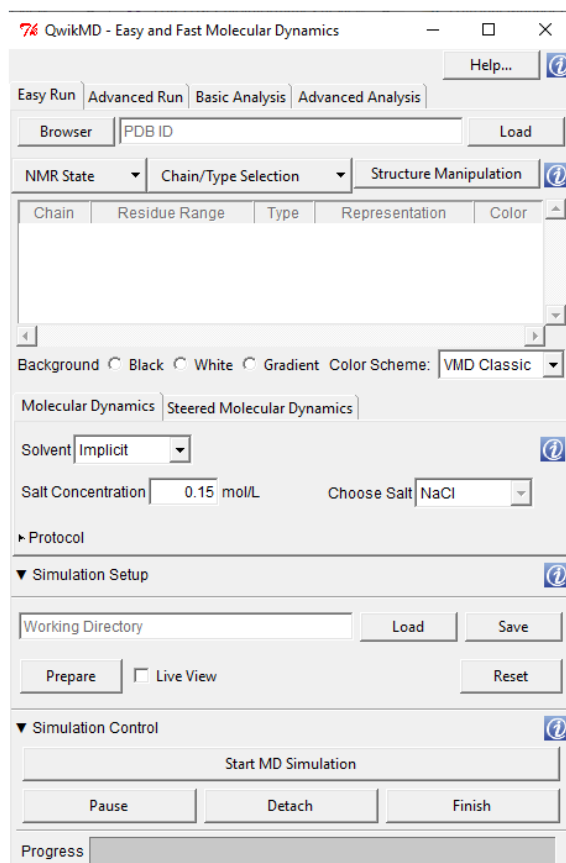 QwikMD - Easy and Fast Molecular Dynamics
Help...
Easy Run Advanced Run Basic Analysis Advanced Analysis
Browser PDB ID Load
NMR State Chain/Type Selection Structure Manipulation
Chain Residue Range Type Representation Color
Background Black White Gradient Color Scheme: VMD Classic
Molecular Dynamics Steered Molecular Dynamics
Solvent Implicit
Salt Concentration 0.15 mol/L Choose Salt NaCl
Protocol
Simulation Setup
Working Directory Load Save
Prepare Live View Reset
Simulation Control
Start MD Simulation
Pause Detach Finish
Progress